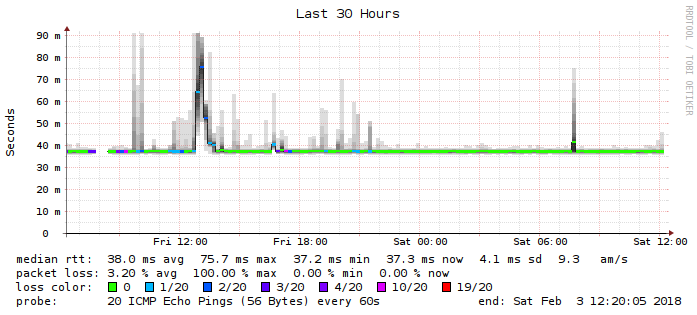 Last 30 Hours
RRDTOOL / TOBI OETIKER
Seconds
90 m
80 m
70 m
60 m
50 m
40 m
30 m
20 m
10 m
0
Fri 12:00 Fri 18:00 Sat 00:00 Sat 06:00 Sat 12:00
median rtt: 38.0 ms avg 75.7 ms max 37.2 ms min 37.3 ms now 4.1 ms sd 9.3 am/s
packet loss: 3.20 % avg 100.00 % max 0.00 % min 0.00 % now
loss color: 0 1/20 2/20 3/20 4/20 10/20 19/20
probe: 20 ICMP Echo Pings (56 Bytes) every 60s end: Sat Feb 3 12:20:05 2018